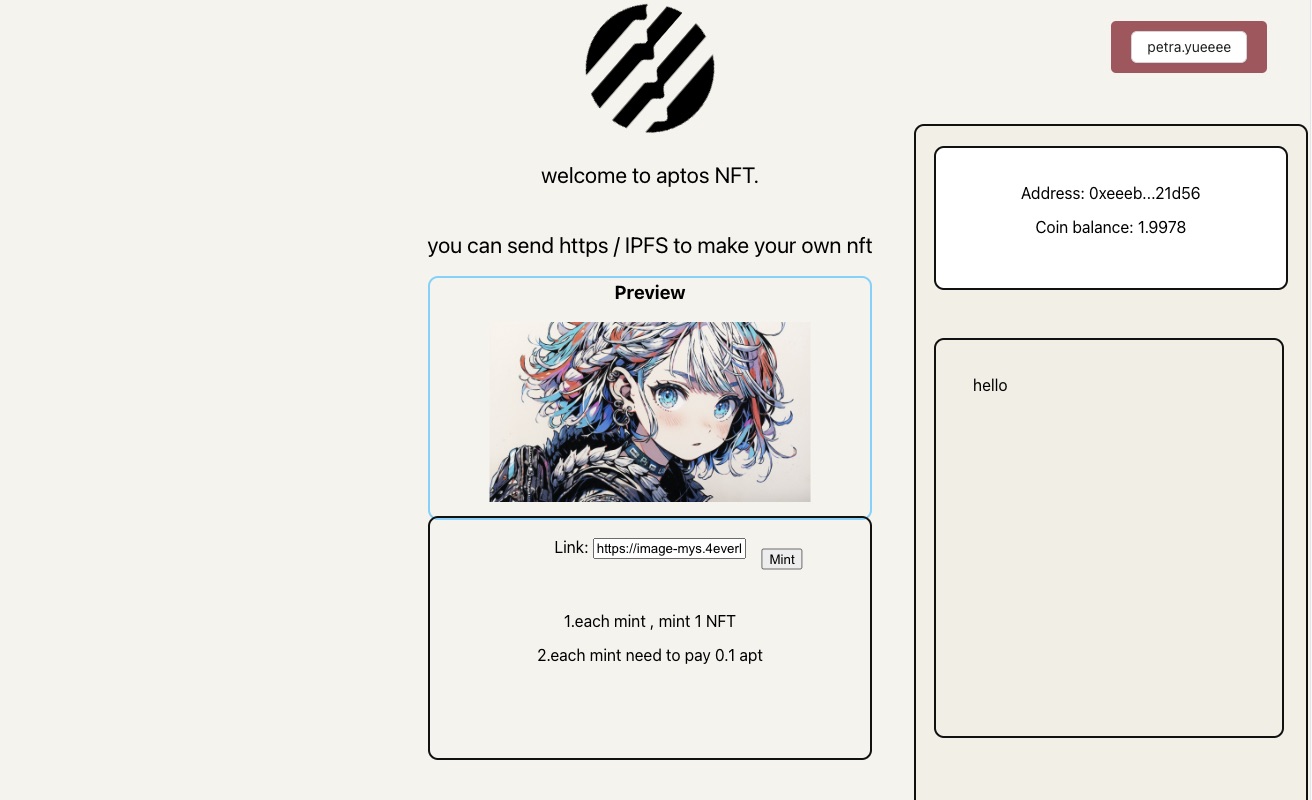 petra.yueeee
welcome to aptos NFT.
you can send https / IPFS to make your own nft
Preview
Link: https://image-mys.4everl
Mint
1.each mint , mint 1 NFT
2.each mint need to pay 0.1 apt
Address: 0xeeeb...21d56
Coin balance: 1.9978
hello